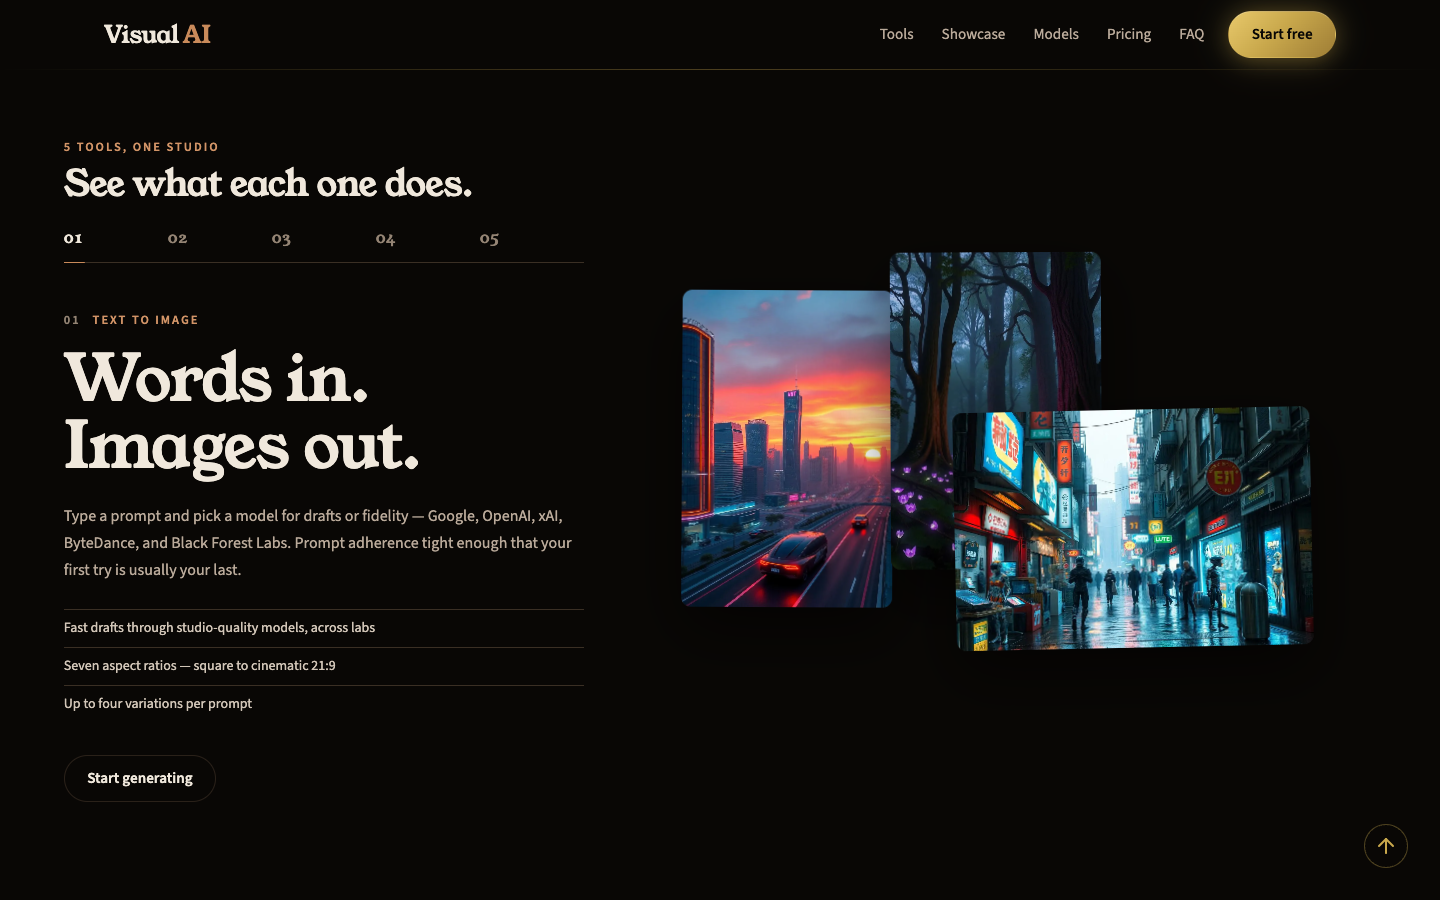 Visual AI
Tools
Showcase
Models
Pricing
FAQ
Start free
5 TOOLS, ONE STUDIO
See what each one does.
01
02
03
04
05
01 TEXT TO IMAGE
Words in.
Images out.
Type a prompt and pick a model for drafts or fidelity — Google, OpenAI, xAI,
ByteDance, and Black Forest Labs. Prompt adherence tight enough that your
first try is usually your last.
Fast drafts through studio-quality models, across labs
Seven aspect ratios — square to cinematic 21:9
Up to four variations per prompt
Start generating
LUTE